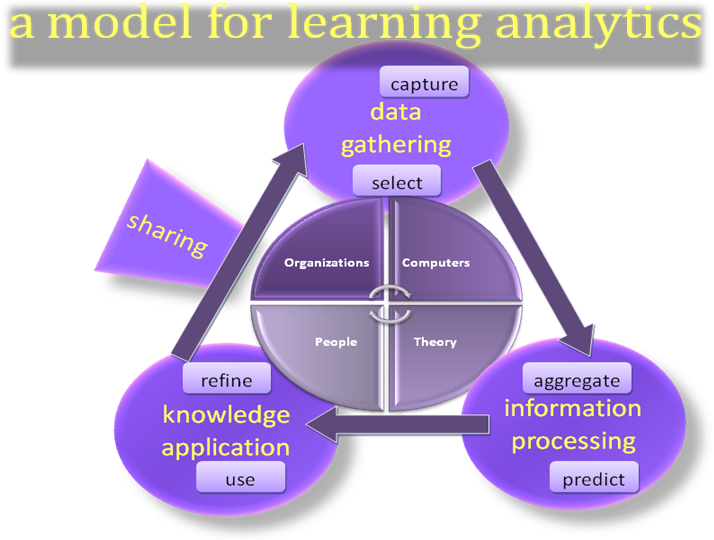 a model for learning analytics
capture
data
gathering
select
sharing
Organizations
Computers
People
Theory
refine
knowledge
application
use
aggregate
information
processing
predict